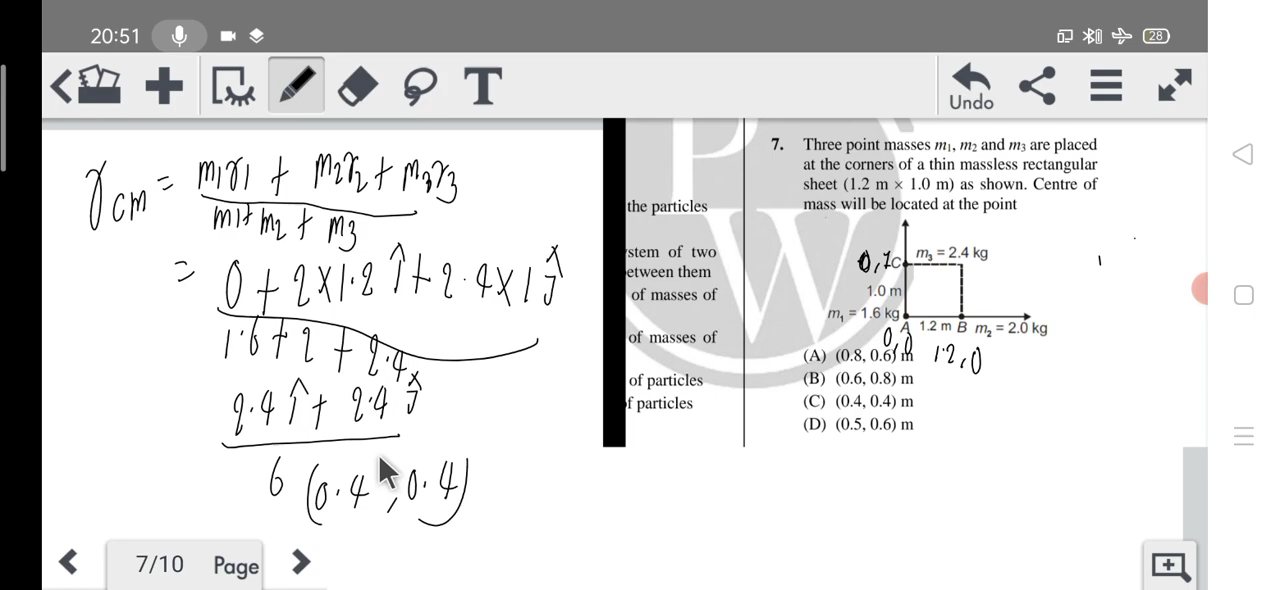 20:51
28
T
Undo
γcm = m1γ1 + m2γ2 + m3γ3
m1+ m2 + m3
= 0 + 2×1.2 î + 2.4×1 ĵ
1.6 + 2 + 2.4
2.4 î + 2.4 ĵ
6 (0.4, 0.4)
the particles
stem of two
etween them
of masses of
of masses of
of particles
f particles
7. Three point masses m₁, m₂ and m₃ are placed
at the corners of a thin massless rectangular
sheet (1.2 m × 1.0 m) as shown. Centre of
mass will be located at the point
0,1 C m₃ = 2.4 kg
1.0 m
m₁ = 1.6 kg
A 1.2 m B m₂ = 2.0 kg
0,0 1.2,0
(A) (0.8, 0.6) m
(B) (0.6, 0.8) m
(C) (0.4, 0.4) m
(D) (0.5, 0.6) m
7/10 Page